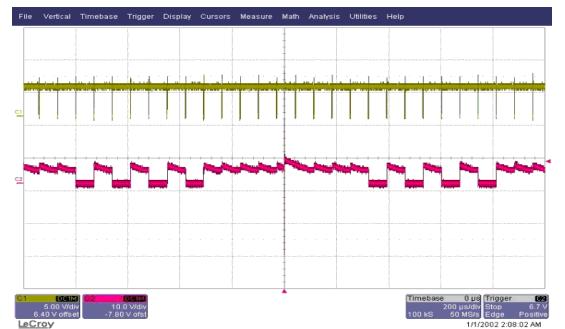 File Vertical Timebase Trigger Display Cursors Measure Math Analysis Utilities Help
C1
C2
C1 DC1M
5.00 V/div
6.40 V offset
C2
10.0 V/div
-7.80 V ofst
Timebase 0 µs
200 µs/div
100 kS 50 MS/s
Trigger C2
Stop 6.7 V
Edge Positive
LeCroy
1/1/2002 2:08:02 AM